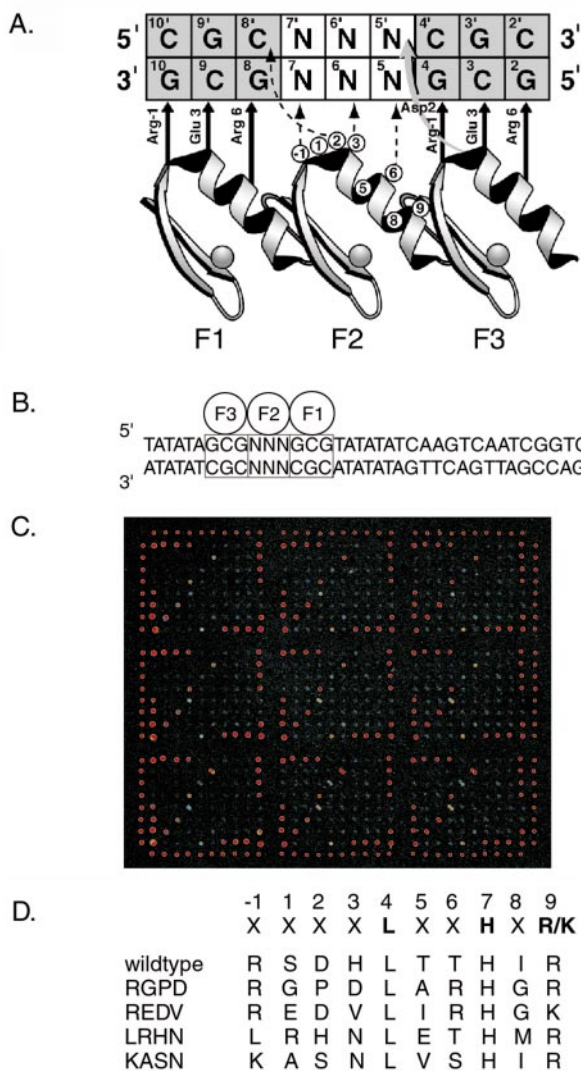 A.
5' 10' C 9' G 8' C 7' N 6' N 5' N 4' C 3' G 2' C 3'
3' 10 G 9 C 8 G 7 N 6 N 5 N 4 G 3 C 2 G 5'
Arg-1 Glu 3 Arg 6 Asp2 Arg-1 Glu 3 Arg 6
-1 1 2 3 5 6 8 9
F1 F2 F3
B.
F3 F2 F1
5'
TATATAGCGNNNGCGTATATATCAAGTCAATCGGTC
ATATATCGCNNNCGCATATATAGTTCAGTTAGCCAG
3'
C.
D.
-1 1 2 3 4 5 6 7 8 9
X X X X L X X H X R/K
wildtype R S D H L T T H I R
RGPD R G P D L A R H G R
REDV R E D V L I R H G K
LRHN L R H N L E T H M R
KASN K A S N L V S H I R